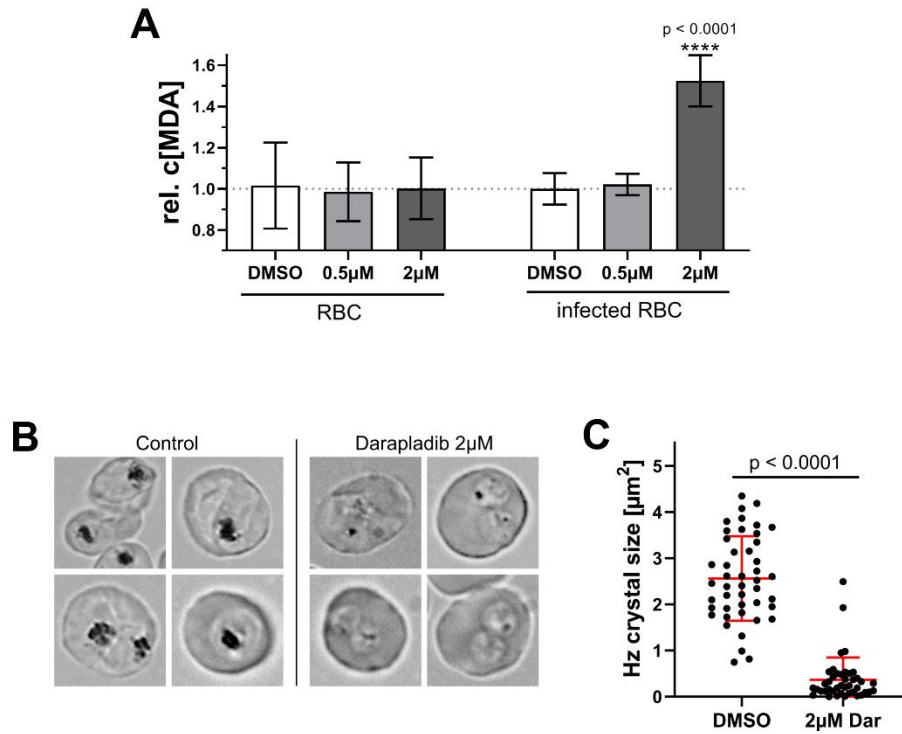 A
p < 0.0001
****
rel. c[MDA]
1.6
1.4
1.2
1.0
0.8
DMSO 0.5µM 2µM DMSO 0.5µM 2µM
RBC infected RBC
B
Control Darapladib 2µM
C
p < 0.0001
Hz crystal size [µm²]
5
4
3
2
1
0
DMSO 2µM Dar